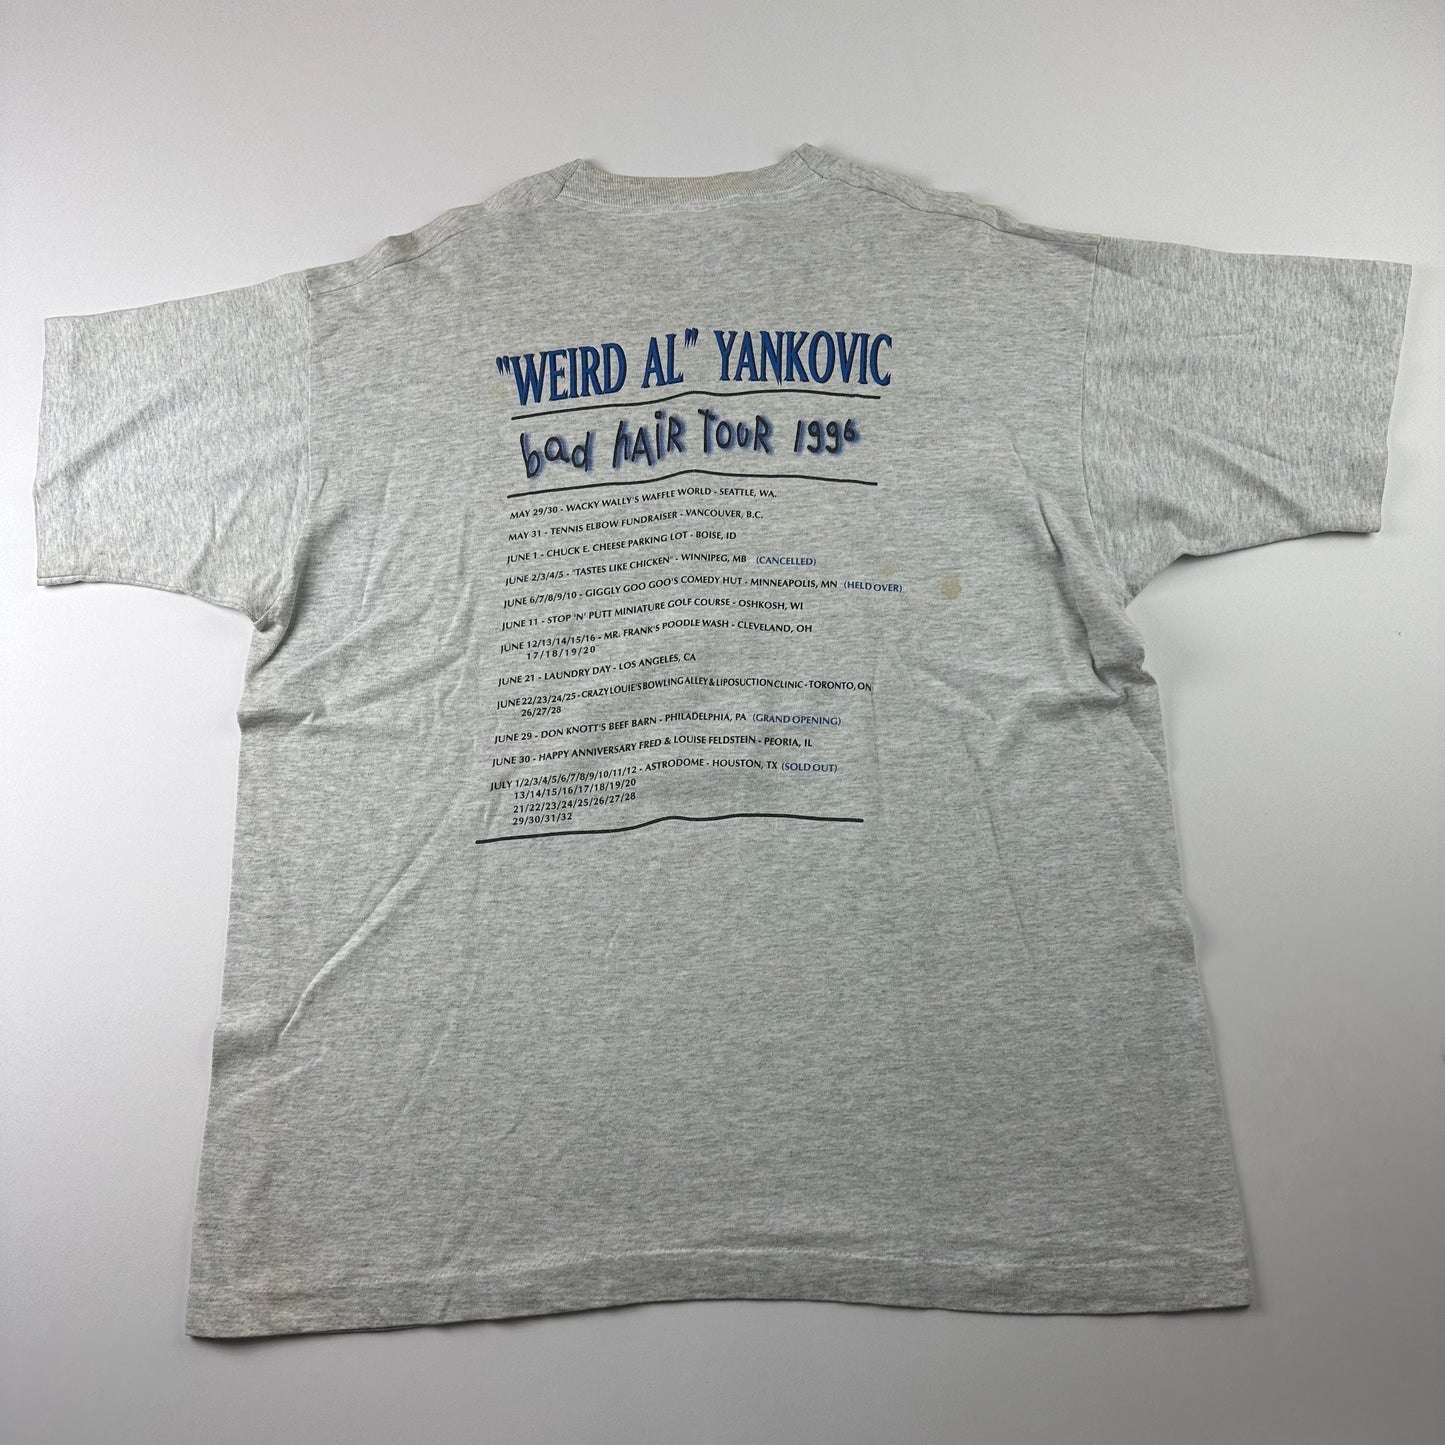 "WEIRD AL" YANKOVIC
bad hAiR TOUR 1996
MAY 29/30 - WACKY WALLY'S WAFFLE WORLD - SEATTLE, WA.
MAY 31 - TENNIS ELBOW FUNDRAISER - VANCOUVER, B.C.
JUNE 1 - CHUCK E. CHEESE PARKING LOT - BOISE, ID
JUNE 2/3/4/5 - "TASTES LIKE CHICKEN" - WINNIPEG, MB (CANCELLED)
JUNE 6/7/8/9/10 - GIGGLY GOO GOO'S COMEDY HUT - MINNEAPOLIS, MN (HELD OVER)
JUNE 11 - STOP 'N' PUTT MINIATURE GOLF COURSE - OSHKOSH, WI
JUNE 12/13/14/15/16 - MR. FRANK'S POODLE WASH - CLEVELAND, OH
17/18/19/20
JUNE 21 - LAUNDRY DAY - LOS ANGELES, CA
JUNE 22/23/24/25 - CRAZY LOUIE'S BOWLING ALLEY & LIPOSUCTION CLINIC - TORONTO, ON
26/27/28
JUNE 29 - DON KNOTT'S BEEF BARN - PHILADELPHIA, PA (GRAND OPENING)
JUNE 30 - HAPPY ANNIVERSARY FRED & LOUISE FELDSTEIN - PEORIA, IL
JULY 1/2/3/4/5/6/7/8/9/10/11/12 - ASTRODOME - HOUSTON, TX (SOLD OUT)
13/14/15/16/17/18/19/20
21/22/23/24/25/26/27/28
29/30/31/32